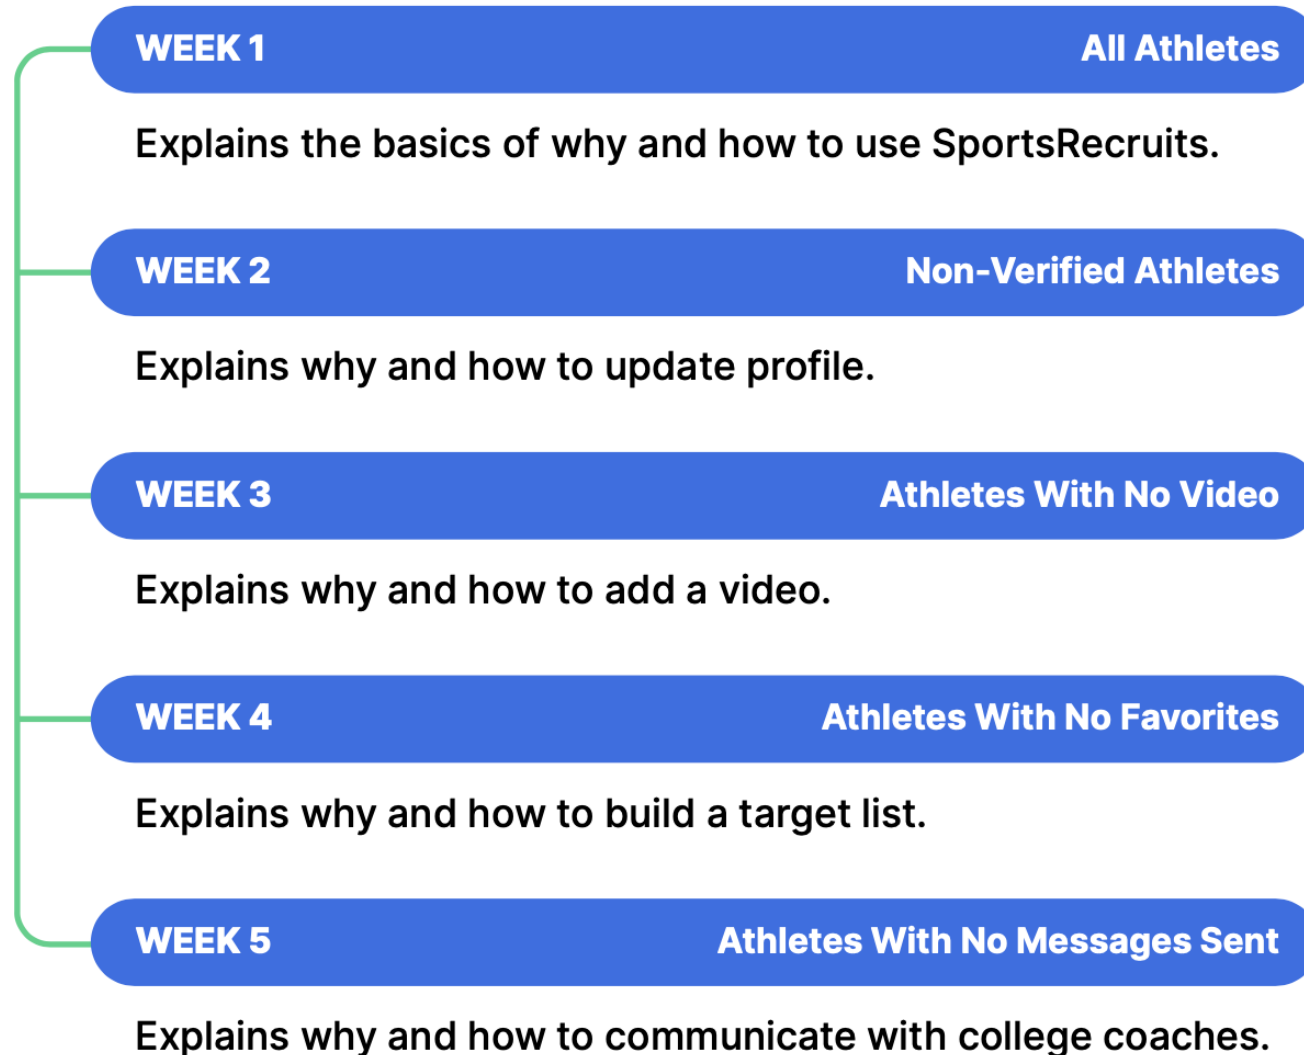 WEEK 1 All Athletes
Explains the basics of why and how to use SportsRecruits.
WEEK 2 Non-Verified Athletes
Explains why and how to update profile.
WEEK 3 Athletes With No Video
Explains why and how to add a video.
WEEK 4 Athletes With No Favorites
Explains why and how to build a target list.
WEEK 5 Athletes With No Messages Sent
Explains why and how to communicate with college coaches.